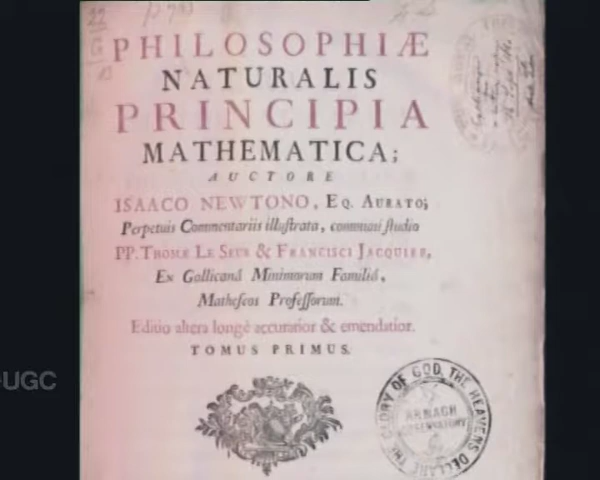 22
G
PHILOSOPHIÆ
NATURALIS
PRINCIPIA
MATHEMATICA;
AUCTORE
ISAACO NEWTONO, EQ. AURATO;
Perpetuis Commentariis illustrata, communi studio
PP. THOMÆ LE SEUR & FRANCISCI JACQUIER,
Ex Gallicanâ Minimorum Familiâ,
Matheseos Professorum.
Editio altera longè accuratior & emendatior.
TOMUS PRIMUS.
-UGC
THE GLORY OF GOD. THE HEAVENS DECLARE
ARMAGH
OBSERVATORY